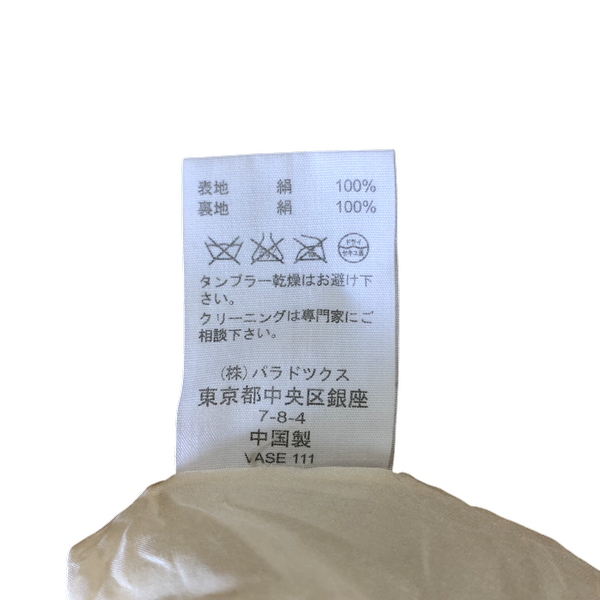 表地 絹 100%
裏地 絹 100%
ドライ
セキユ系
タンブラー乾燥はお避け下
さい。
クリーニングは専門家にご
相談下さい。
(株)パラドックス
東京都中央区銀座
7-8-4
中国製
VASE 111